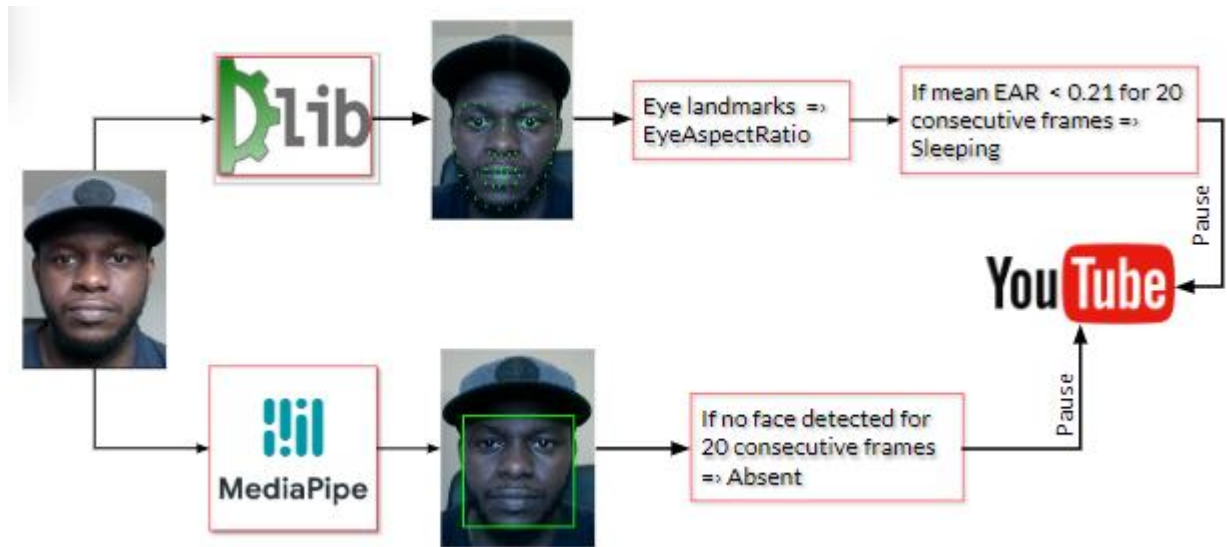 Dlib
Eye landmarks =>
EyeAspectRatio
If mean EAR < 0.21 for 20
consecutive frames =>
Sleeping
Pause
YouTube
MediaPipe
If no face detected for
20 consecutive frames
=> Absent
Pause